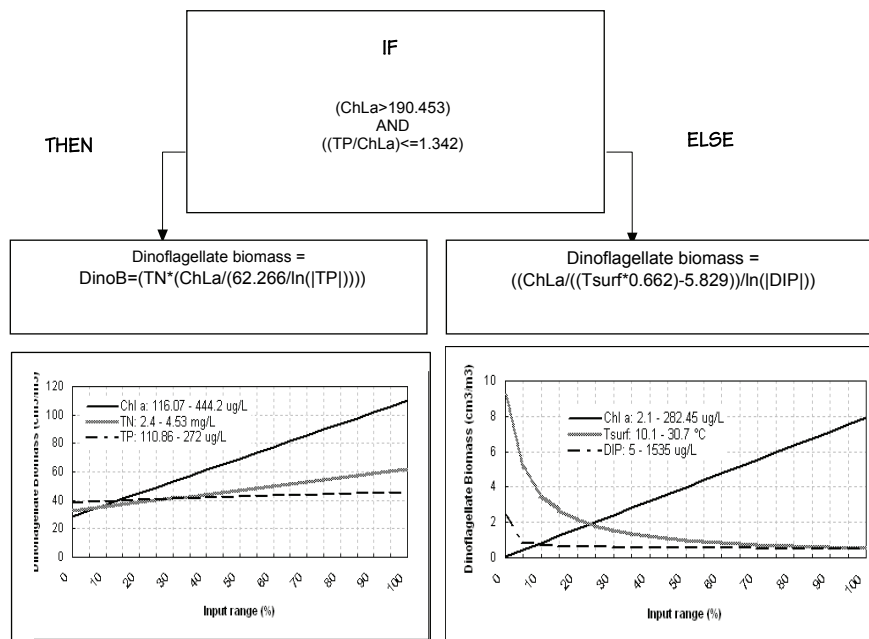 IF
(ChLa>190.453)
AND
((TP/ChLa)<=1.342)
THEN
ELSE
Dinoflagellate biomass =
DinoB=(TN*(ChLa/(62.266/ln(|TP|))))
Dinoflagellate biomass =
((ChLa/((Tsurf*0.662)-5.829))/ln(|DIP|))
Dinoflagellate Biomass (cm3/m3)
120
100
80
60
40
20
0
Chl a: 116.07 - 444.2 ug/L
TN: 2.4 - 4.53 mg/L
TP: 110.86 - 272 ug/L
0 10 20 30 40 50 60 70 80 90 100
Input range (%)
Dinoflagellate Biomass (cm3/m3)
10
8
6
4
2
0
Chl a: 2.1 - 282.45 ug/L
Tsurf: 10.1 - 30.7 °C
DIP: 5 - 1535 ug/L
0 10 20 30 40 50 60 70 80 90 100
Input range (%)